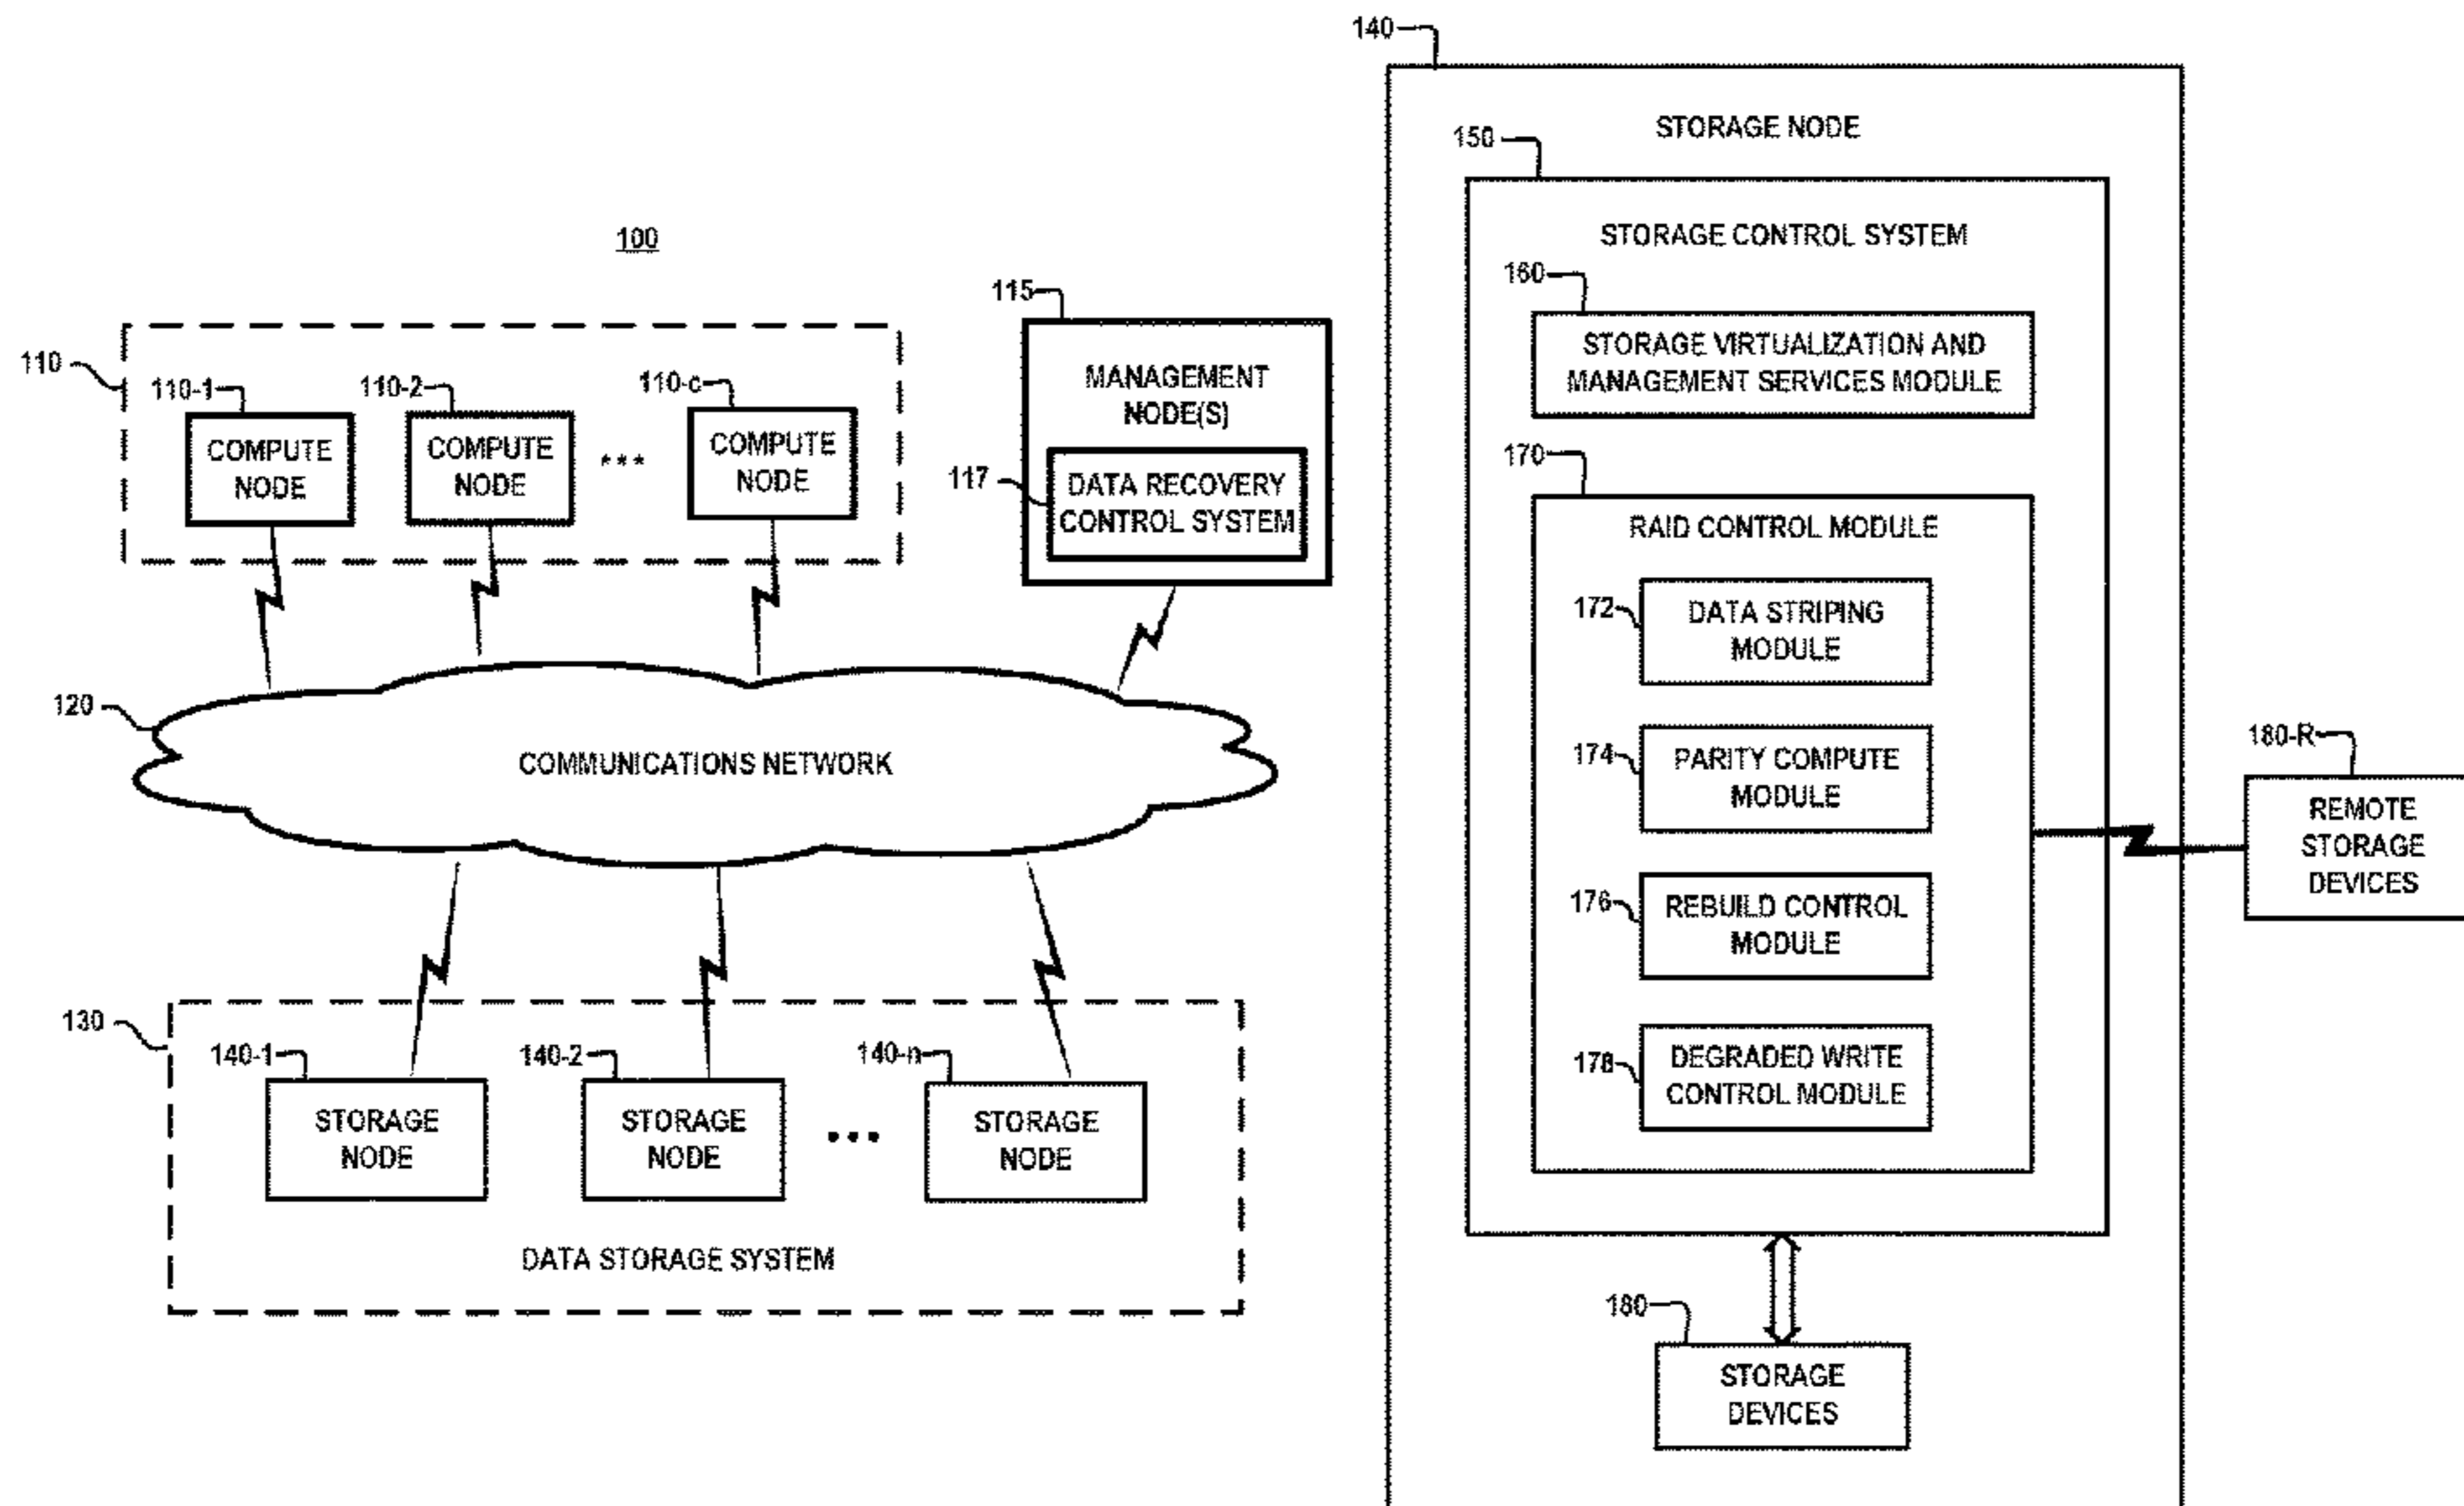 100
110
110-1
COMPUTE
NODE
110-2
COMPUTE
NODE
***
110-c
COMPUTE
NODE
115
MANAGEMENT
NODE(S)
117
DATA RECOVERY
CONTROL SYSTEM
120
COMMUNICATIONS NETWORK
130
140-1
STORAGE
NODE
140-2
STORAGE
NODE
•••
140-n
STORAGE
NODE
DATA STORAGE SYSTEM
140
STORAGE NODE
150
STORAGE CONTROL SYSTEM
160
STORAGE VIRTUALIZATION AND
MANAGEMENT SERVICES MODULE
170
RAID CONTROL MODULE
172
DATA STRIPING
MODULE
174
PARITY COMPUTE
MODULE
176
REBUILD CONTROL
MODULE
178
DEGRADED WRITE
CONTROL MODULE
180
STORAGE
DEVICES
180-R
REMOTE
STORAGE
DEVICES